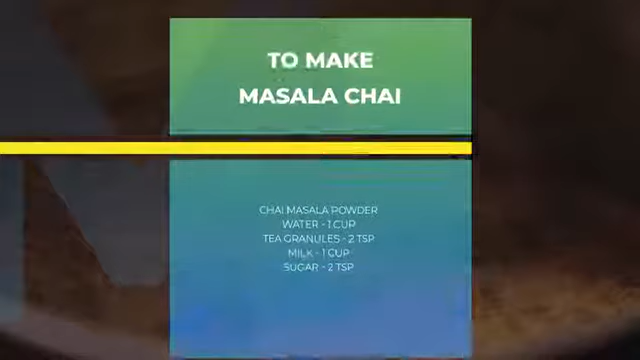 TO MAKE
MASALA CHAI
CHAI MASALA POWDER
WATER - 1 CUP
TEA GRANULES - 2 TSP
MILK - 1 CUP
SUGAR - 2 TSP